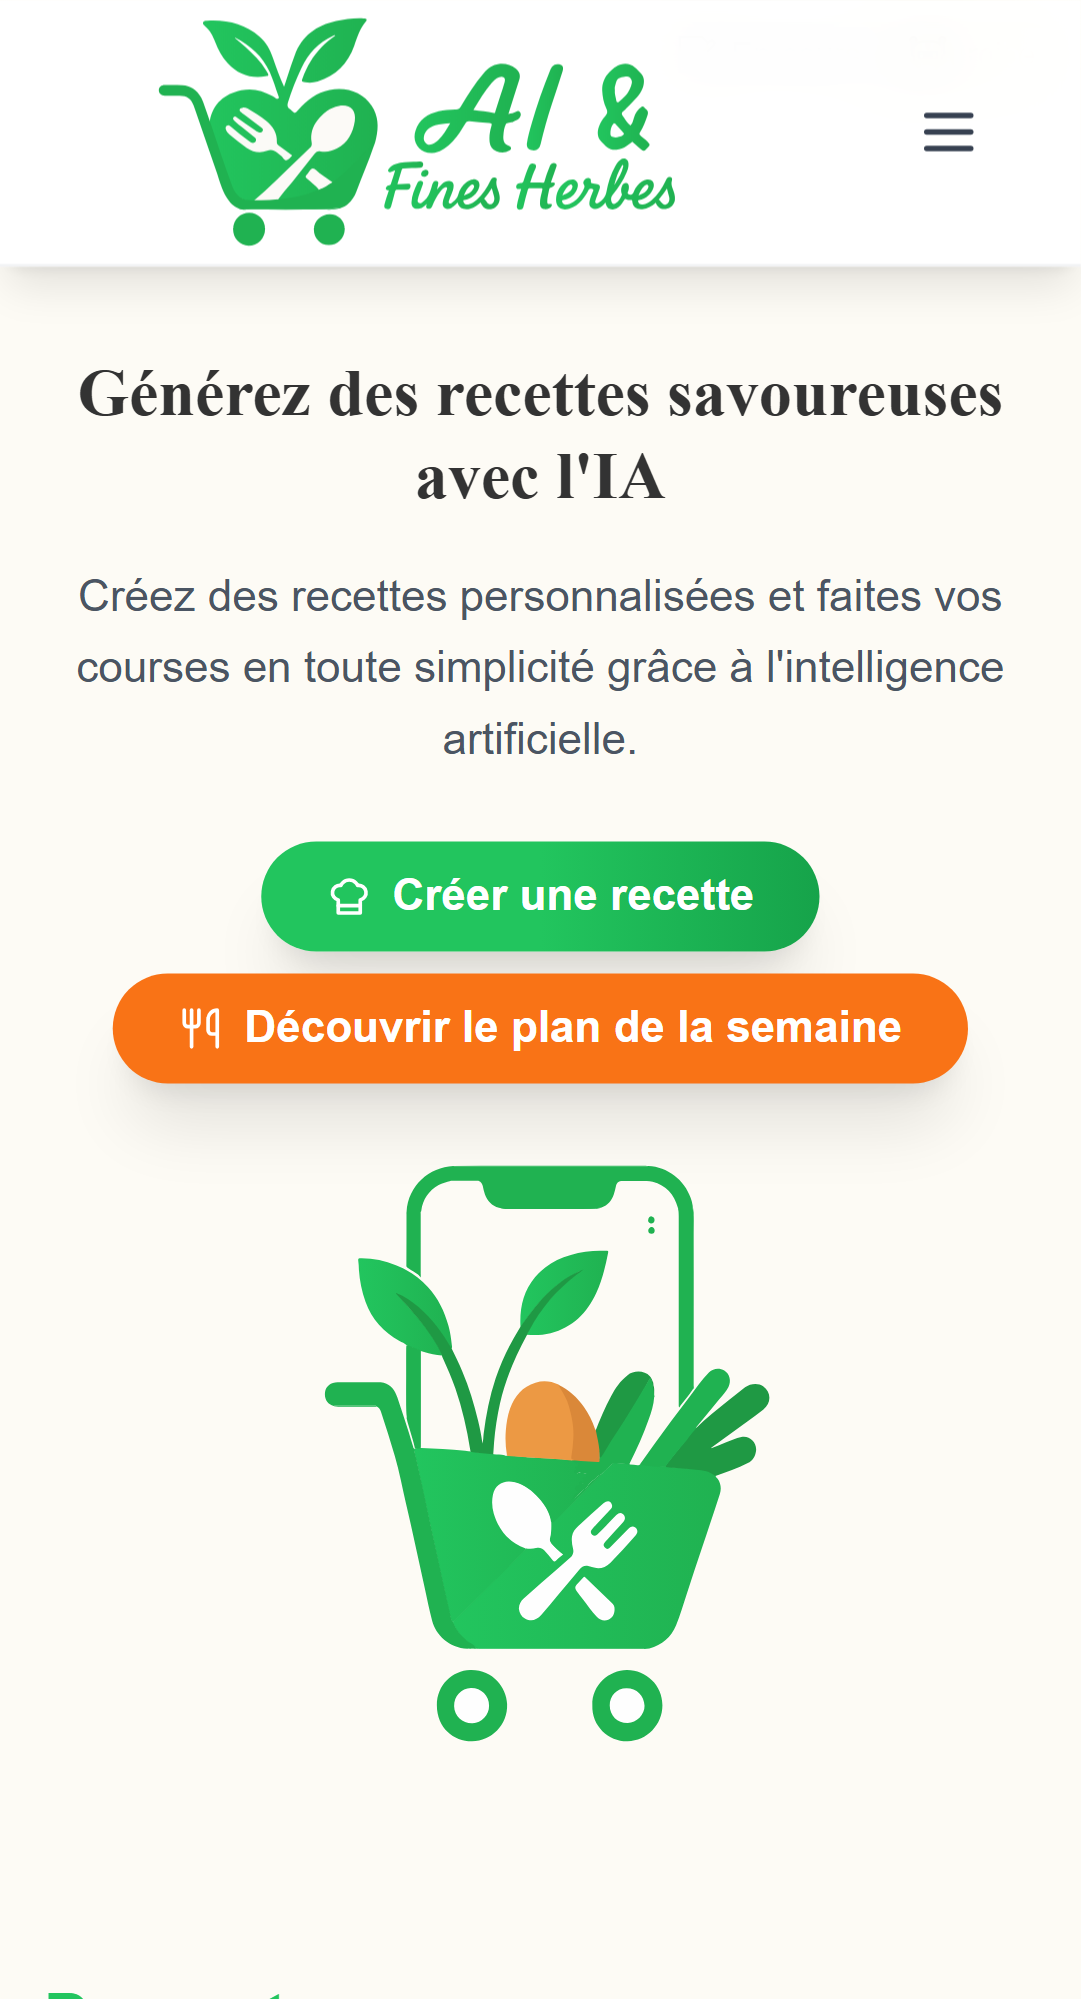 AI &
Fines Herbes
Générez des recettes savoureuses
avec l'IA
Créez des recettes personnalisées et faites vos
courses en toute simplicité grâce à l'intelligence
artificielle.
Créer une recette
Découvrir le plan de la semaine